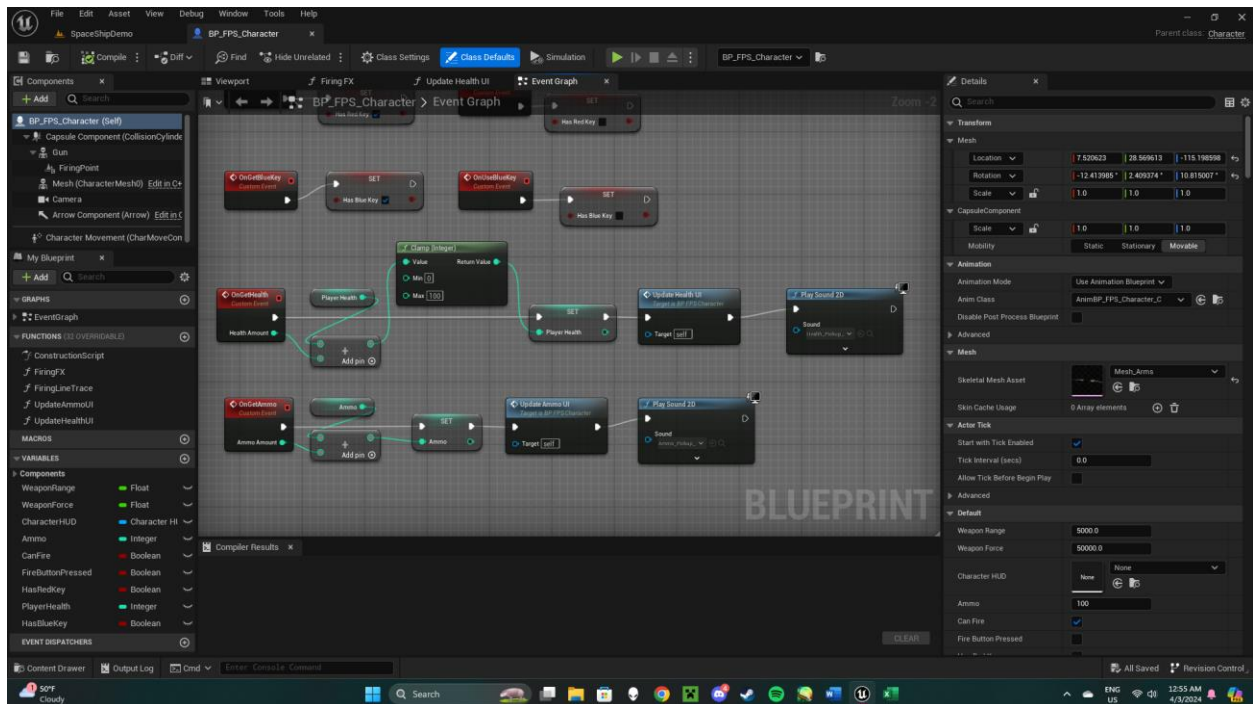 File Edit Asset View Debug Window Tools Help
SpaceShipDemo
BP_FPS_Character
Parent class: Character
Compile
Diff
Find
Hide Unrelated
Class Settings
Class Defaults
Simulation
BP_FPS_Character
Components
+ Add
Search
BP_FPS_Character (Self)
Capsule Component (CollisionCylinde
Gun
FiringPoint
Mesh (CharacterMesh0) Edit in C+
Camera
Arrow Component (Arrow) Edit in C
Character Movement (CharMoveCon
My Blueprint
+ Add
Search
GRAPHS
EventGraph
FUNCTIONS (32 OVERRIDABLE)
ConstructionScript
FiringFX
FiringLineTrace
UpdateAmmoUI
UpdateHealthUI
MACROS
VARIABLES
Components
WeaponRange Float
WeaponForce Float
CharacterHUD Character HI
Ammo Integer
CanFire Boolean
FireButtonPressed Boolean
HasRedKey Boolean
PlayerHealth Integer
HasBlueKey Boolean
EVENT DISPATCHERS
Viewport
Firing FX
Update Health UI
Event Graph
BP_FPS_Character > Event Graph
Zoom -2
SET
Has Red Key
Custom Event
SET
Has Red Key
OnGetBlueKey
Custom Event
SET
Has Blue Key
OnUseBlueKey
Custom Event
SET
Has Blue Key
Clamp (Integer)
Value Return Value
Min 0
Max 100
OnGetHealth
Custom Event
Health Amount
Player Health
+
Add pin
SET
Player Health
Update Health UI
Target is BP FPS Character
Target self
Play Sound 2D
Sound
Health_Pickup_
OnGetAmmo
Custom Event
Ammo Amount
Ammo
+
Add pin
SET
Ammo
Update Ammo UI
Target is BP FPS Character
Target self
Play Sound 2D
Sound
Ammo_Pickup_
BLUEPRINT
Compiler Results
CLEAR
Details
Search
Transform
Mesh
Location 7.520623 28.569613 -115.198598
Rotation -12.413985° 2.409374° 10.815007°
Scale 1.0 1.0 1.0
CapsuleComponent
Scale 1.0 1.0 1.0
Mobility Static Stationary Movable
Animation
Animation Mode Use Animation Blueprint
Anim Class AnimBP_FPS_Character_C
Disable Post Process Blueprint
Advanced
Mesh
Skeletal Mesh Asset Mesh_Arms
Skin Cache Usage 0 Array elements
Actor Tick
Start with Tick Enabled
Tick Interval (secs) 0.0
Allow Tick Before Begin Play
Advanced
Default
Weapon Range 5000.0
Weapon Force 50000.0
Character HUD None None
Ammo 100
Can Fire
Fire Button Pressed
Content Drawer
Output Log
Cmd
Enter Console Command
All Saved
Revision Control
1
50°F
Cloudy
Search
ENG
US
12:55 AM
4/3/2024